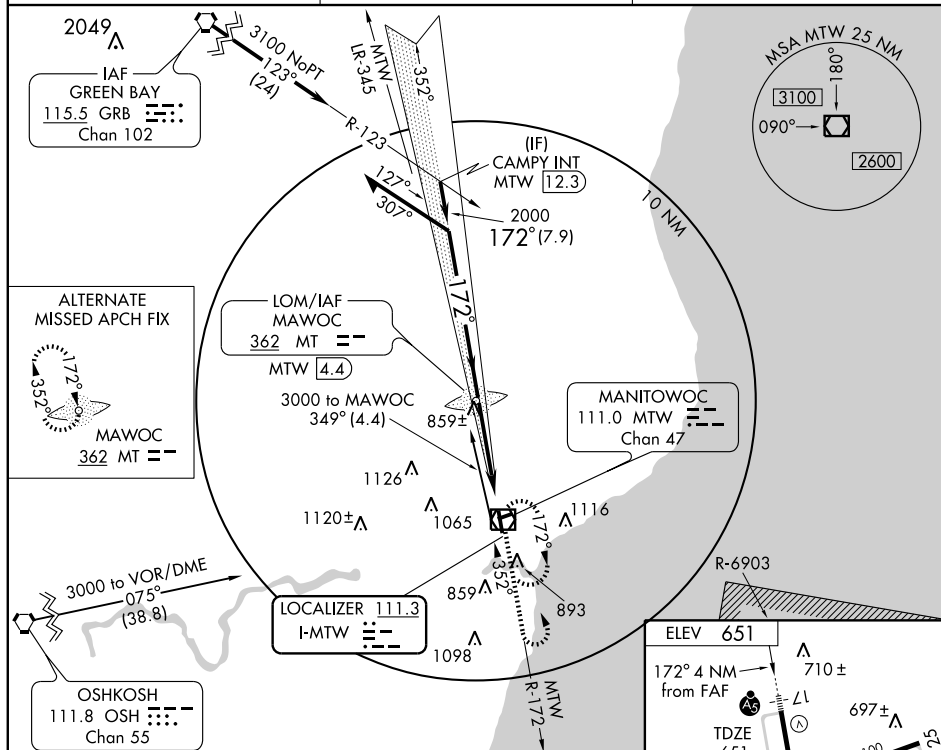 2049
IAF
GREEN BAY
115.5 GRB
Chan 102
3100 NoPT
123°
(24)
R-123
MTW
LR-345
352°
(IF)
CAMPY INT
MTW 12.3
127°
307°
2000
172° (7.9)
10 NM
MSA MTW 25 NM
180°
3100
090°
2600
172°
ALTERNATE
MISSED APCH FIX
172°
352°
MAWOC
362 MT
LOM/IAF
MAWOC
362 MT
MTW 4.4
3000 to MAWOC
349° (4.4)
859±
MANITOWOC
111.0 MTW
Chan 47
1126
1065
1120±
1116
172°
352°
893
859
1098
3000 to VOR/DME
075°
(38.8)
LOCALIZER 111.3
I-MTW
OSHKOSH
111.8 OSH
Chan 55
MTW
R-172
R-6903
ELEV 651
172° 4 NM
from FAF
710 ±
A5
17
V
697±
TDZE
651
100
25